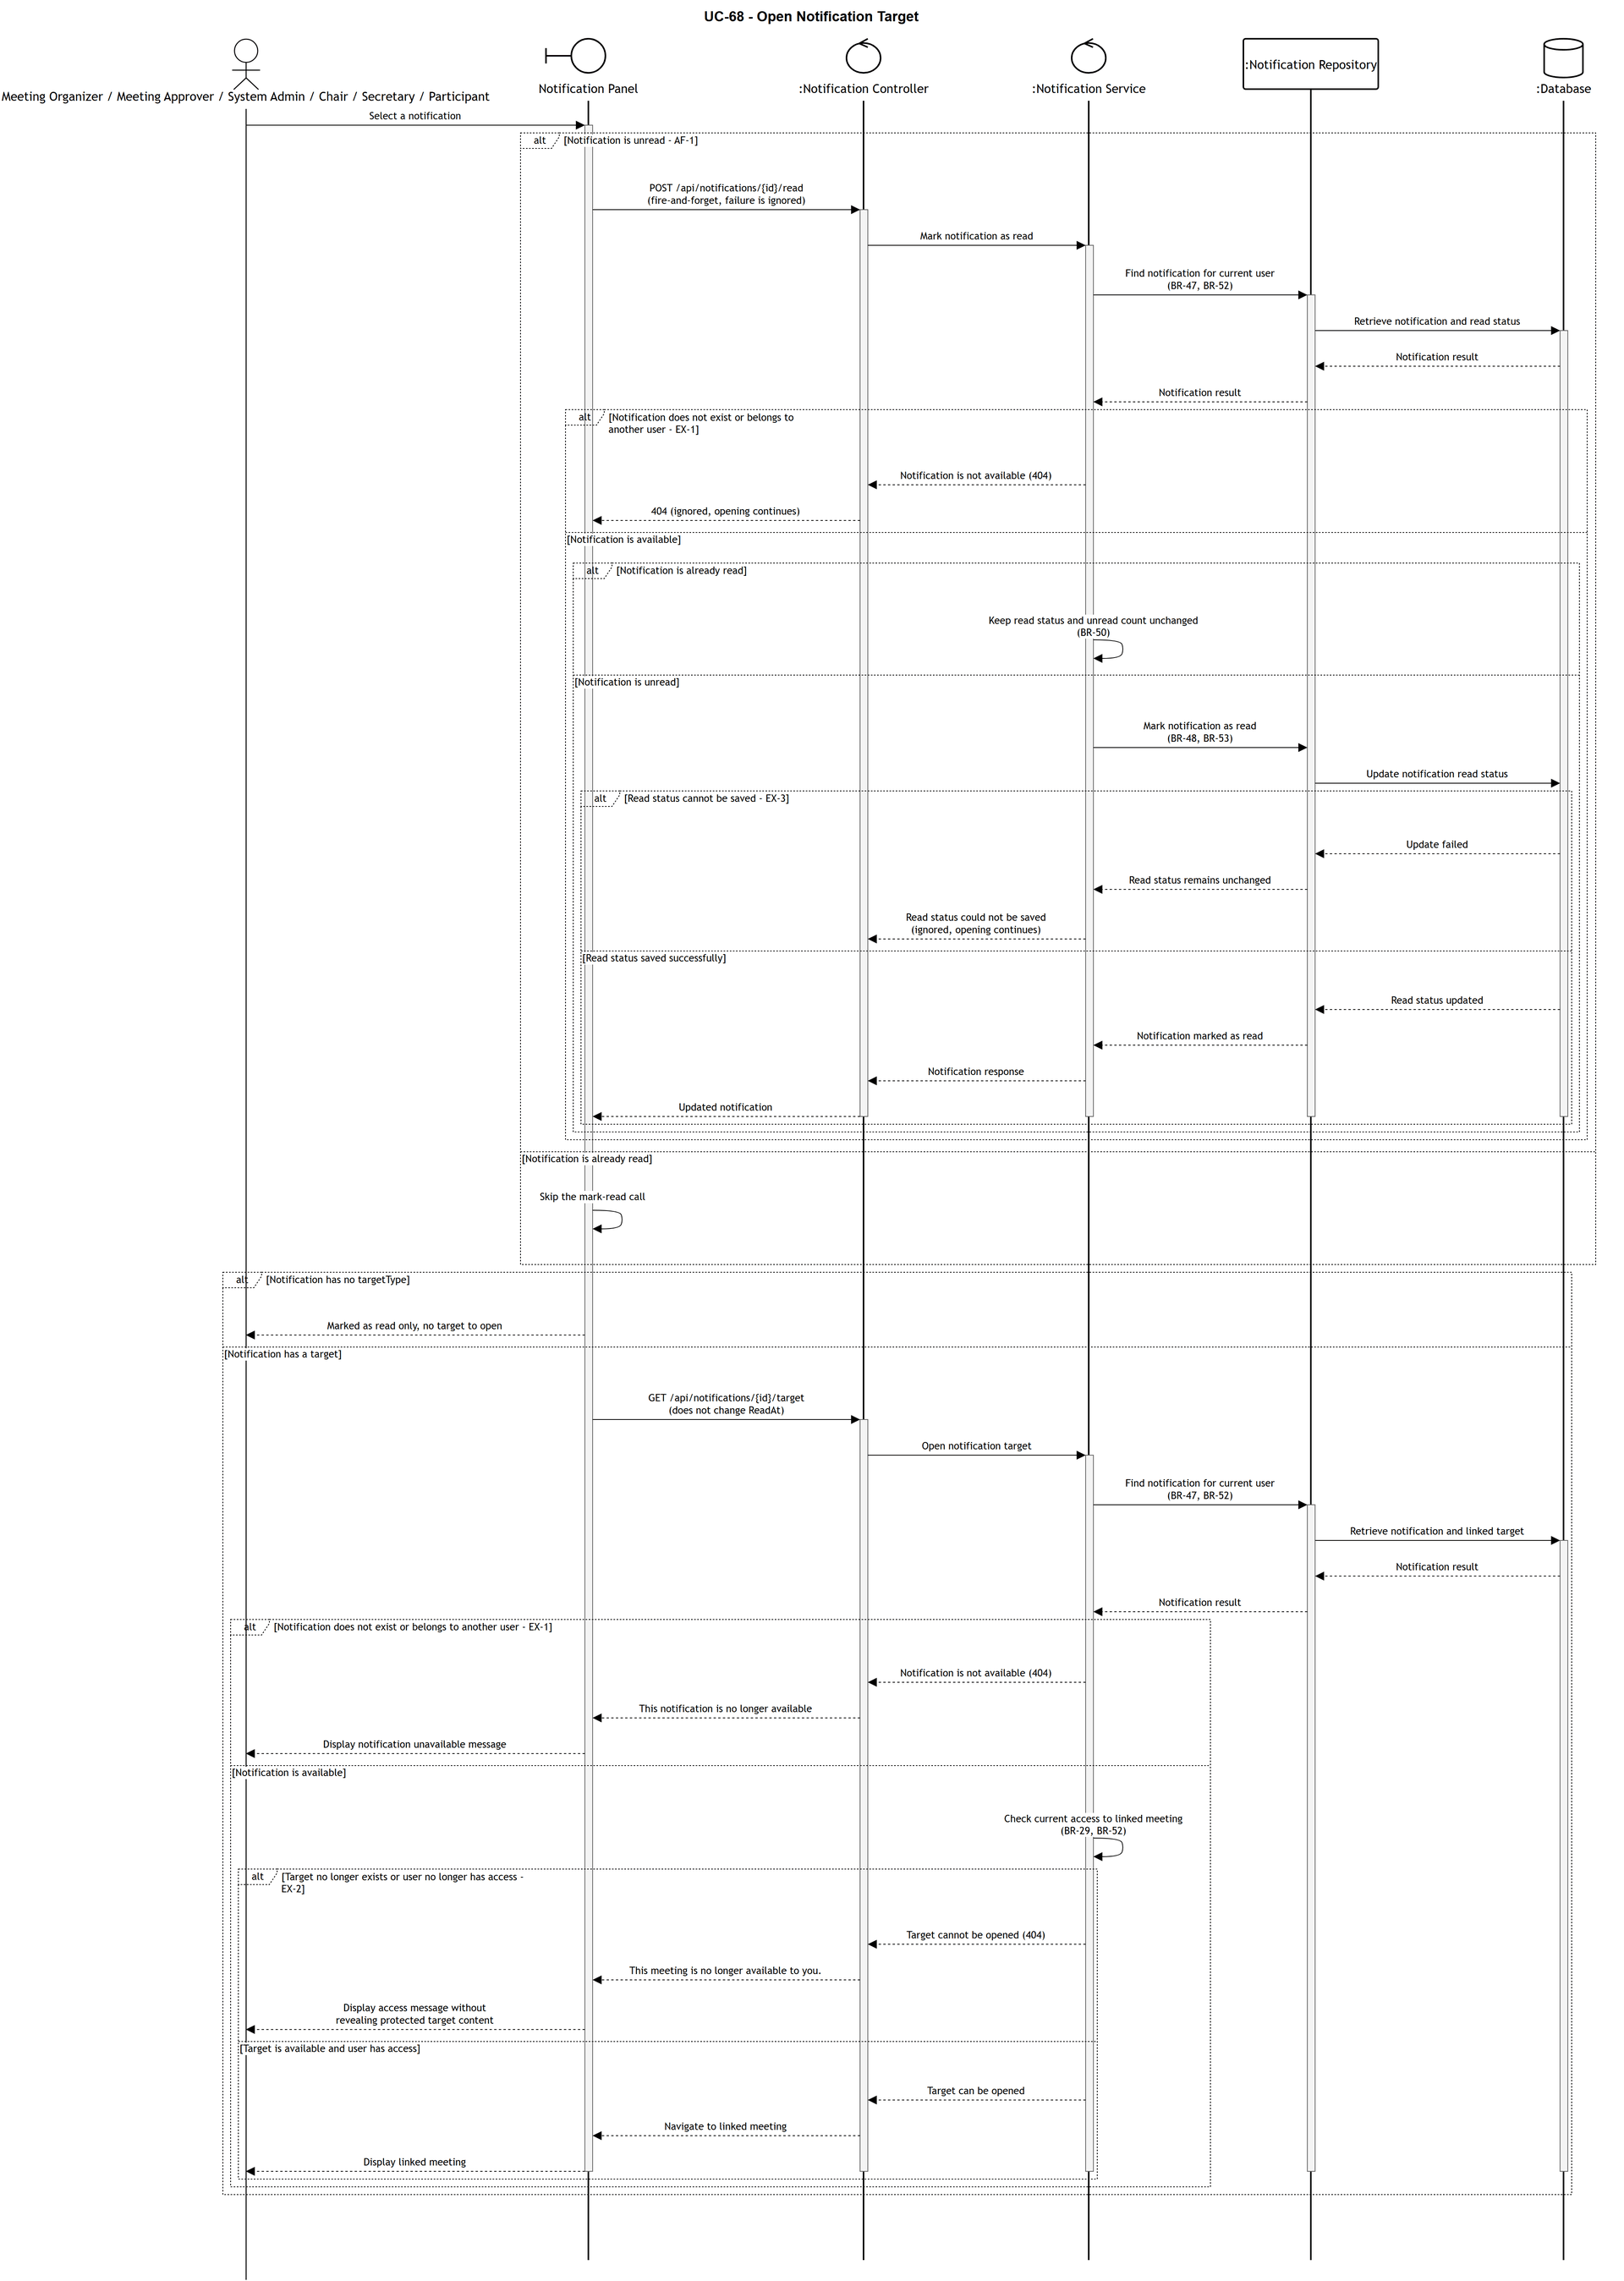 UC-68 - Open Notification Target
Meeting Organizer / Meeting Approver / System Admin / Chair / Secretary / Participant
Notification Panel
:Notification Controller
:Notification Service
:Notification Repository
:Database
Select a notification
alt
[Notification is unread - AF-1]
POST /api/notifications/{id}/read
(fire-and-forget, failure is ignored)
Mark notification as read
Find notification for current user
(BR-47, BR-52)
Retrieve notification and read status
Notification result
Notification result
alt
[Notification does not exist or belongs to
another user - EX-1]
Notification is not available (404)
404 (ignored, opening continues)
[Notification is available]
alt
[Notification is already read]
Keep read status and unread count unchanged
(BR-50)
[Notification is unread]
Mark notification as read
(BR-48, BR-53)
Update notification read status
alt
[Read status cannot be saved - EX-3]
Update failed
Read status remains unchanged
Read status could not be saved
(ignored, opening continues)
[Read status saved successfully]
Read status updated
Notification marked as read
Notification response
Updated notification
[Notification is already read]
Skip the mark-read call
alt
[Notification has no targetType]
Marked as read only, no target to open
[Notification has a target]
GET /api/notifications/{id}/target
(does not change ReadAt)
Open notification target
Find notification for current user
(BR-47, BR-52)
Retrieve notification and linked target
Notification result
Notification result
alt
[Notification does not exist or belongs to another user - EX-1]
Notification is not available (404)
This notification is no longer available
Display notification unavailable message
[Notification is available]
Check current access to linked meeting
(BR-29, BR-52)
alt
[Target no longer exists or user no longer has access -
EX-2]
Target cannot be opened (404)
This meeting is no longer available to you.
Display access message without
revealing protected target content
[Target is available and user has access]
Target can be opened
Navigate to linked meeting
Display linked meeting